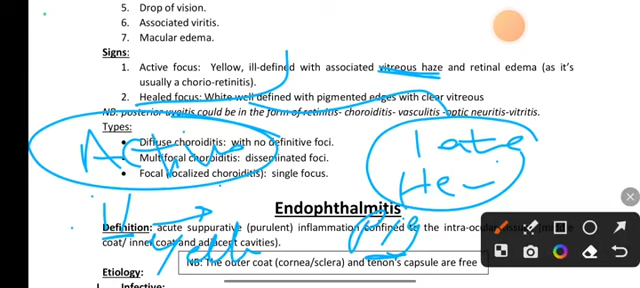 5. Drop of vision.
6. Associated viritis.
7. Macular edema.
Signs:
1. Active focus: Yellow, ill-defined with associated vitreous haze and retinal edema (as it's
usually a chorio-retinitis).
2. Healed focus: White well defined with pigmented edges with clear vitreous
NB: posterior uveitis could be in the form of retinitis- choroiditis- vasculitis -optic neuritis-vitritis.
Types:
• Diffuse choroiditis: with no definitive foci.
• Multifocal choroiditis: disseminated foci.
• Focal (localized choroiditis): single focus.
Active
Endophthalmitis
Definition: acute suppurative (purulent) inflammation confined to the intra-ocular
coat/ inner coat and adjacent cavities).
NB: The outer coat (cornea/sclera) and tenon's capsule are free
Etiology:
I. Infective: